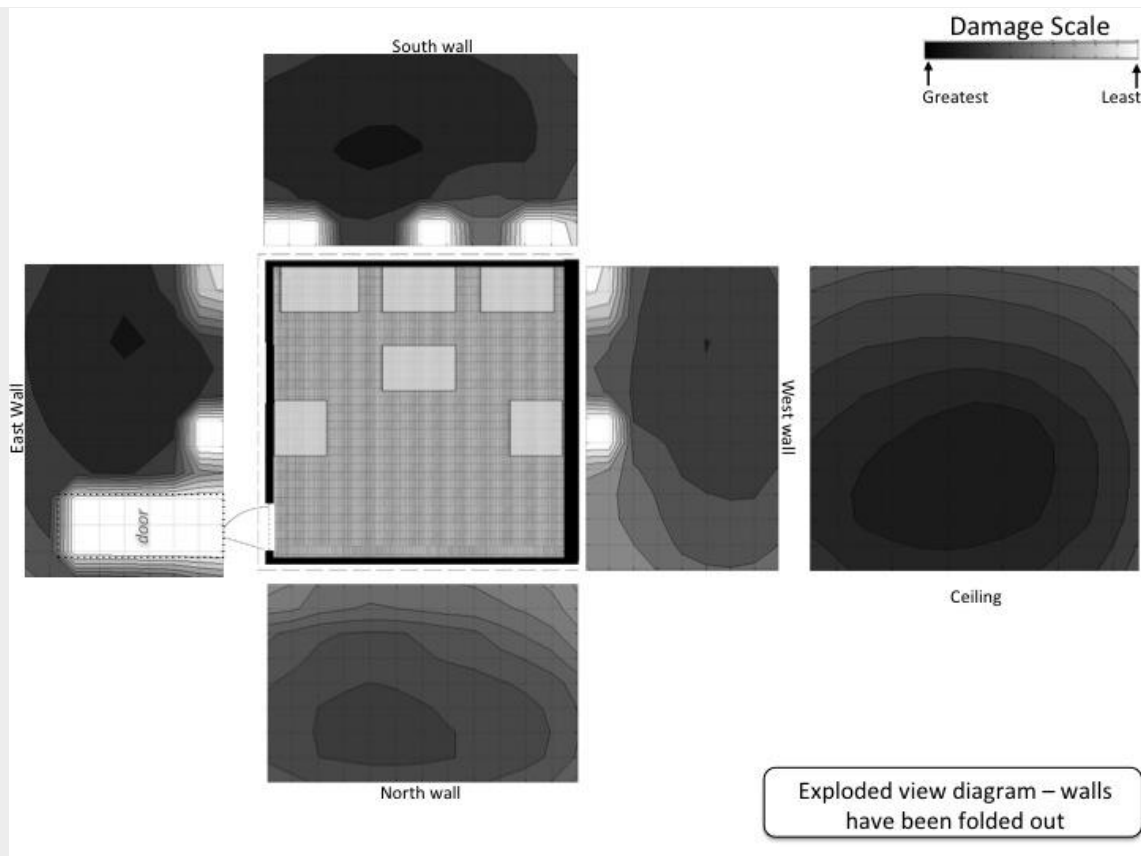 South wall
Damage Scale
Greatest
Least
East Wall
door
West wall
Ceiling
North wall
Exploded view diagram – walls
have been folded out